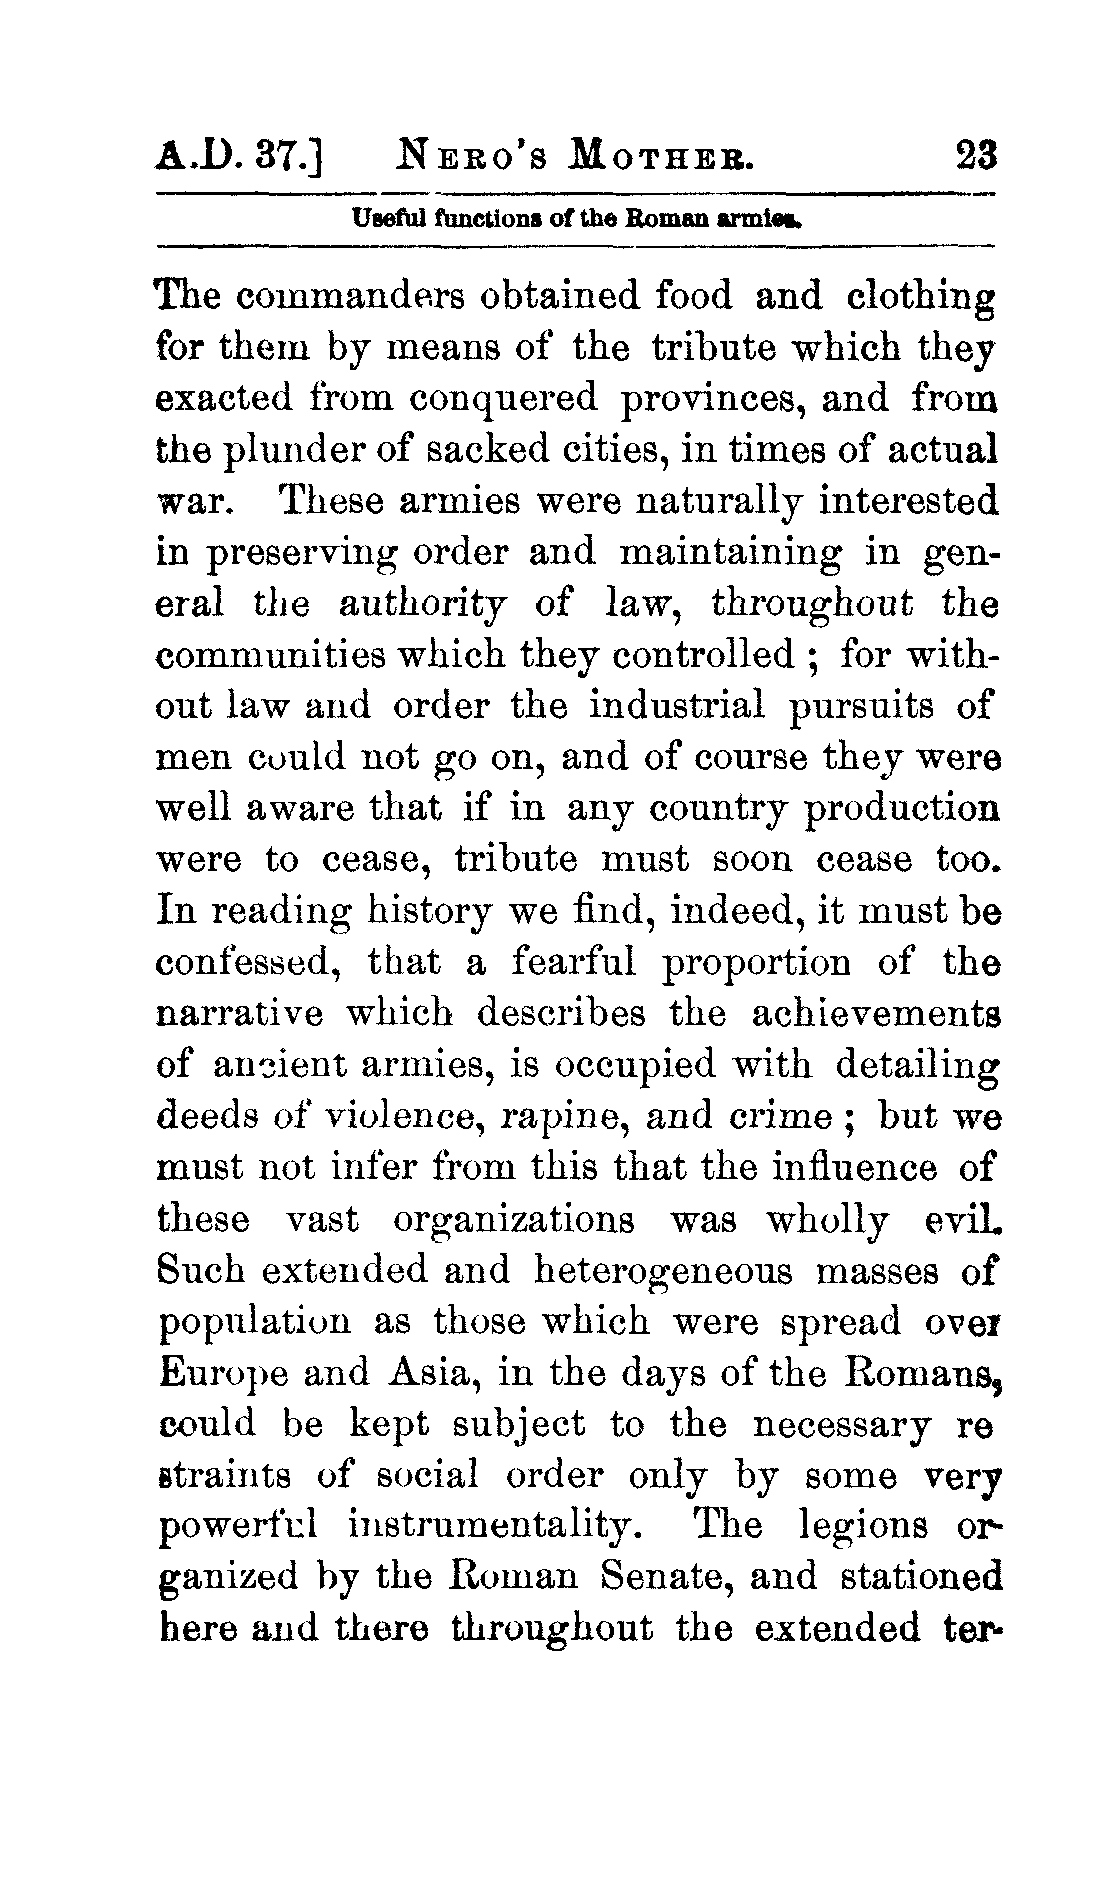 A.D. 37.] NERO'S MOTHER. 23
Useful functions of the Roman armies.
The commanders obtained food and clothing
for them by means of the tribute which they
exacted from conquered provinces, and from
the plunder of sacked cities, in times of actual
war. These armies were naturally interested
in preserving order and maintaining in gen-
eral the authority of law, throughout the
communities which they controlled ; for with-
out law and order the industrial pursuits of
men could not go on, and of course they were
well aware that if in any country production
were to cease, tribute must soon cease too.
In reading history we find, indeed, it must be
confessed, that a fearful proportion of the
narrative which describes the achievements
of ancient armies, is occupied with detailing
deeds of violence, rapine, and crime ; but we
must not infer from this that the influence of
these vast organizations was wholly evil.
Such extended and heterogeneous masses of
population as those which were spread over
Europe and Asia, in the days of the Romans,
could be kept subject to the necessary re
straints of social order only by some very
powerful instrumentality. The legions or-
ganized by the Roman Senate, and stationed
here and there throughout the extended ter-